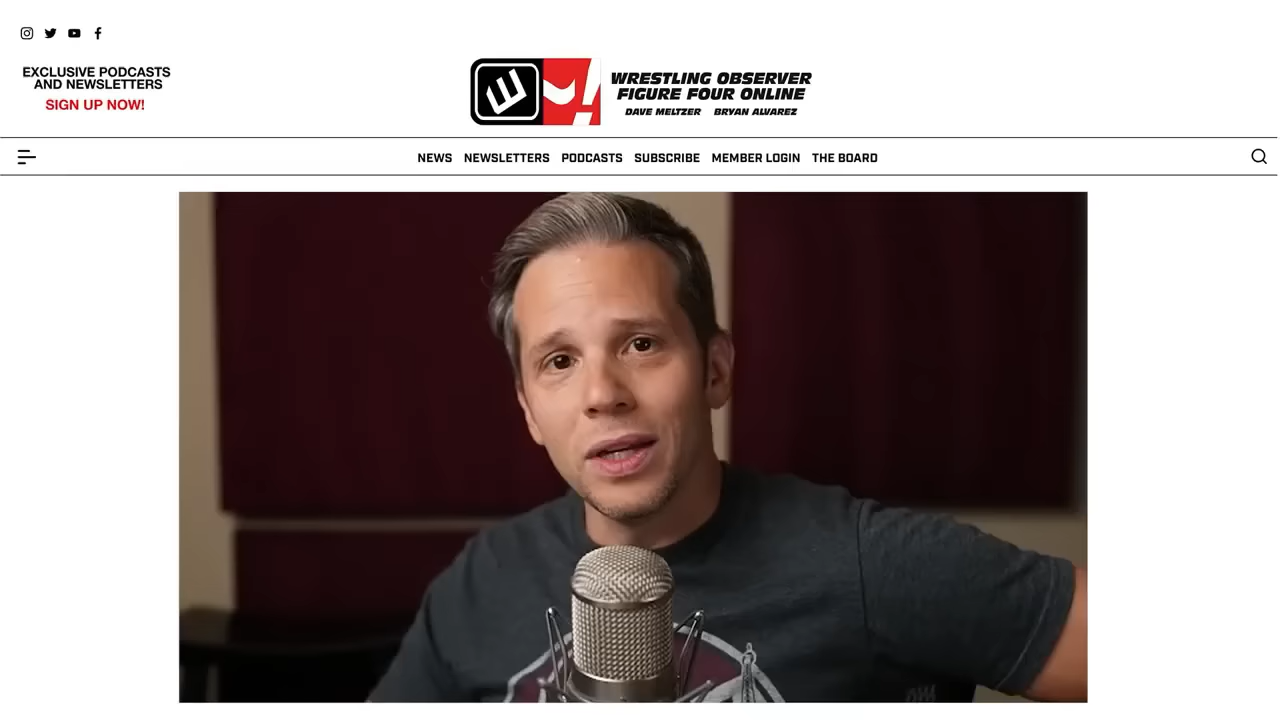 EXCLUSIVE PODCASTS
AND NEWSLETTERS
SIGN UP NOW!
WRESTLING OBSERVER
FIGURE FOUR ONLINE
DAVE MELTZER BRYAN ALVAREZ
NEWS NEWSLETTERS PODCASTS SUBSCRIBE MEMBER LOGIN THE BOARD